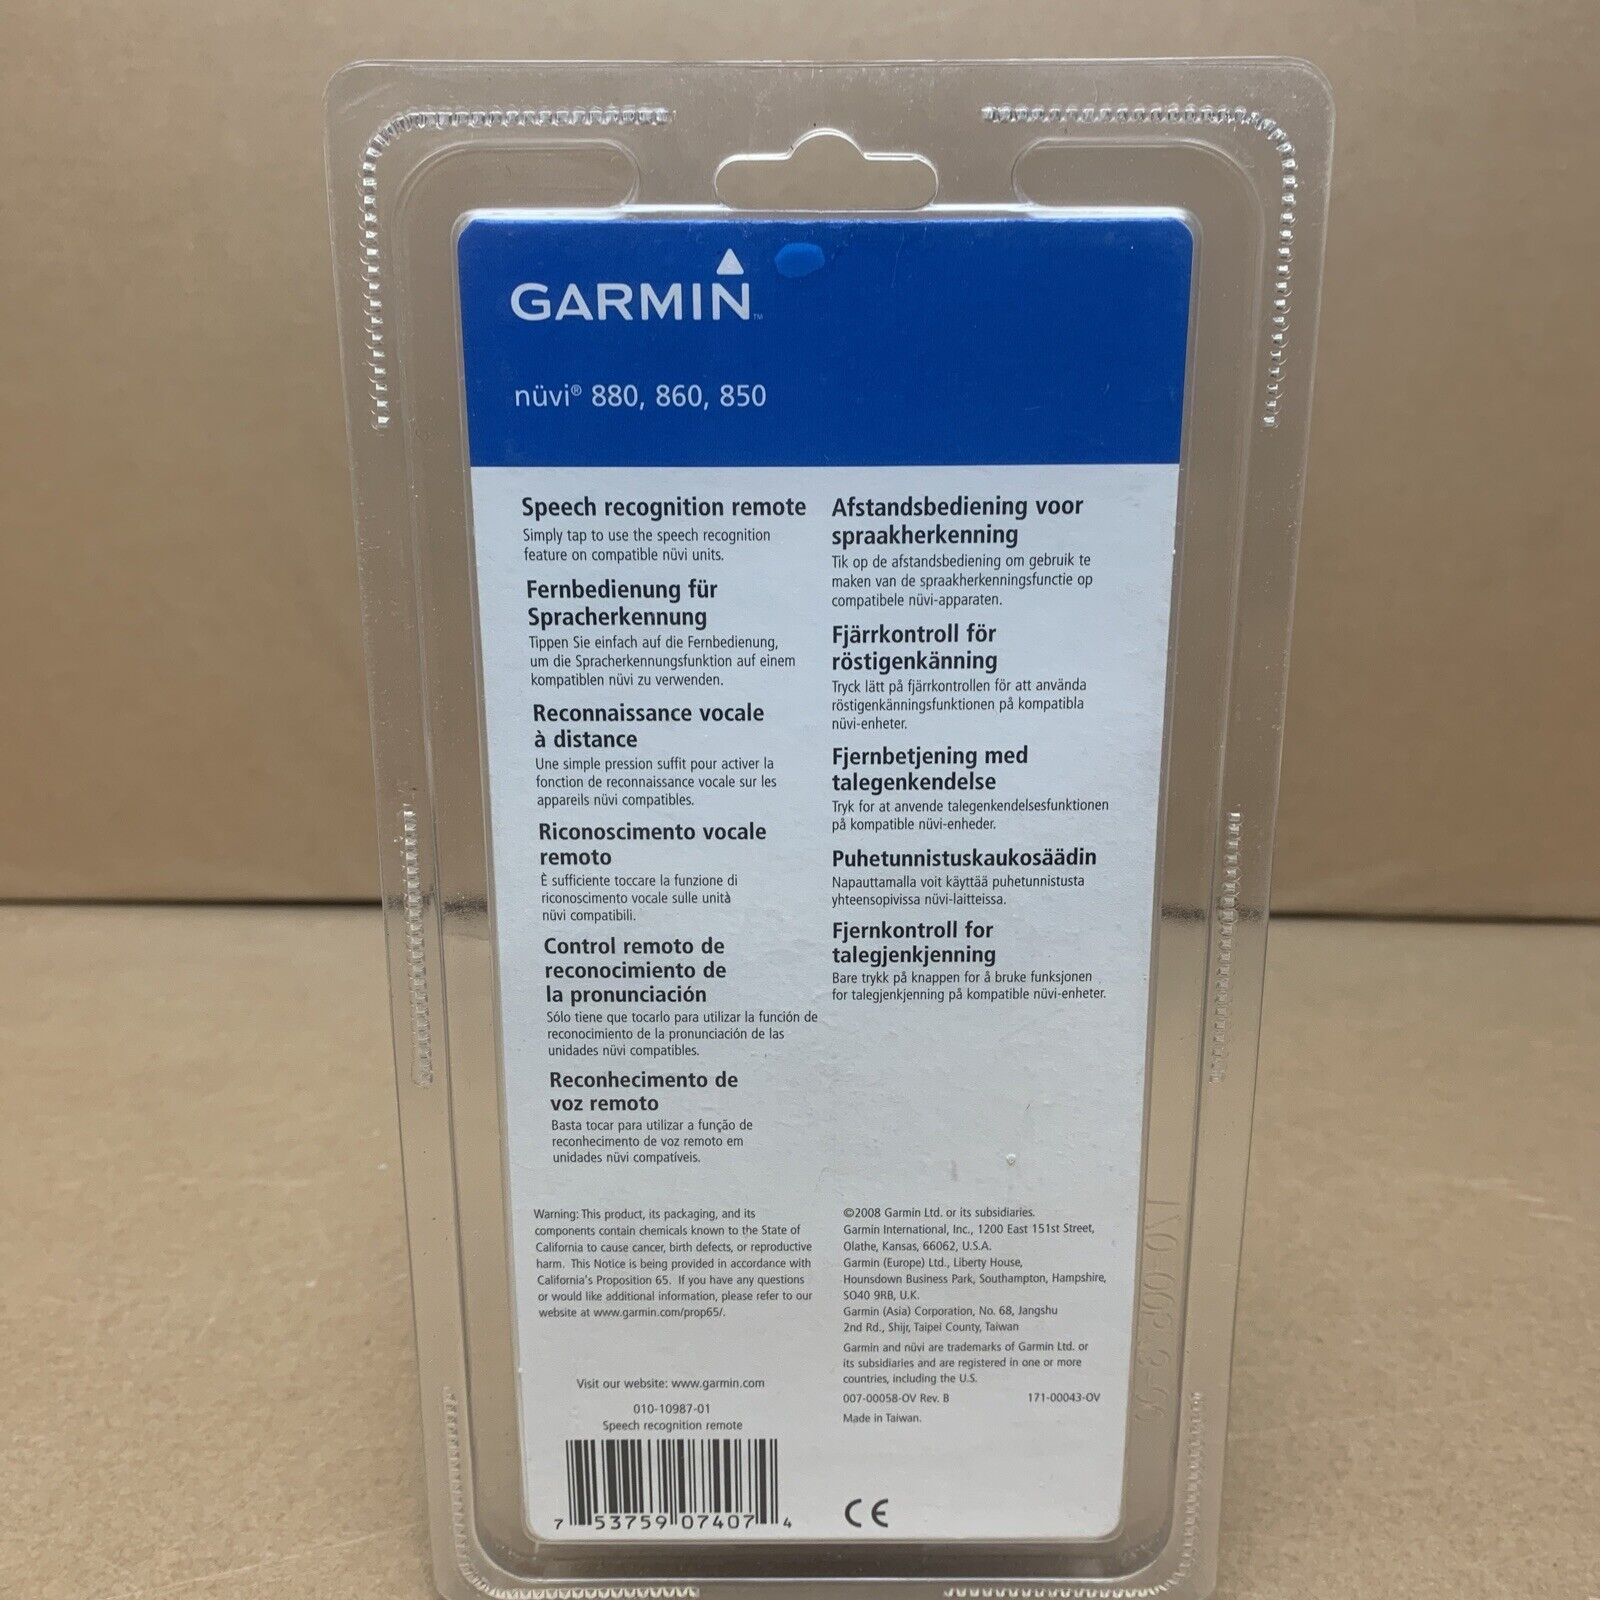 GARMIN™
nüvi® 880, 860, 850
Speech recognition remote
Simply tap to use the speech recognition
feature on compatible nüvi units.
Fernbedienung für
Spracherkennung
Tippen Sie einfach auf die Fernbedienung,
um die Spracherkennungsfunktion auf einem
kompatiblen nüvi zu verwenden.
Reconnaissance vocale
à distance
Une simple pression suffit pour activer la
fonction de reconnaissance vocale sur les
appareils nüvi compatibles.
Riconoscimento vocale
remoto
È sufficiente toccare la funzione di
riconoscimento vocale sulle unità
nüvi compatibili.
Control remoto de
reconocimiento de
la pronunciación
Sólo tiene que tocarlo para utilizar la función de
reconocimiento de la pronunciación de las
unidades nüvi compatibles.
Reconhecimento de
voz remoto
Basta tocar para utilizar a função de
reconhecimento de voz remoto em
unidades nüvi compatíveis.
Afstandsbediening voor
spraakherkenning
Tik op de afstandsbediening om gebruik te
maken van de spraakherkenningsfunctie op
compatibele nüvi-apparaten.
Fjärrkontroll för
röstigenkänning
Tryck lätt på fjärrkontrollen för att använda
röstigenkänningsfunktionen på kompatibla
nüvi-enheter.
Fjernbetjening med
talegenkendelse
Tryk for at anvende talegenkendelsesfunktionen
på kompatible nüvi-enheder.
Puhetunnistuskaukosäädin
Napauttamalla voit käyttää puhetunnistusta
yhteensopivissa nüvi-laitteissa.
Fjernkontroll for
talegjenkjenning
Bare trykk på knappen for å bruke funksjonen
for talegjenkjenning på kompatible nüvi-enheter.
Warning: This product, its packaging, and its
components contain chemicals known to the State of
California to cause cancer, birth defects, or reproductive
harm. This Notice is being provided in accordance with
California's Proposition 65. If you have any questions
or would like additional information, please refer to our
website at www.garmin.com/prop65/.
Visit our website: www.garmin.com
010-10987-01
Speech recognition remote
7 53759 07407 4
©2008 Garmin Ltd. or its subsidiaries.
Garmin International, Inc., 1200 East 151st Street,
Olathe, Kansas, 66062, U.S.A.
Garmin (Europe) Ltd., Liberty House,
Hounsdown Business Park, Southampton, Hampshire,
SO40 9RB, U.K.
Garmin (Asia) Corporation, No. 68, Jangshu
2nd Rd., Shijr, Taipei County, Taiwan
Garmin and nüvi are trademarks of Garmin Ltd. or
its subsidiaries and are registered in one or more
countries, including the U.S.
007-00058-OV Rev. B 171-00043-OV
Made in Taiwan.
CE